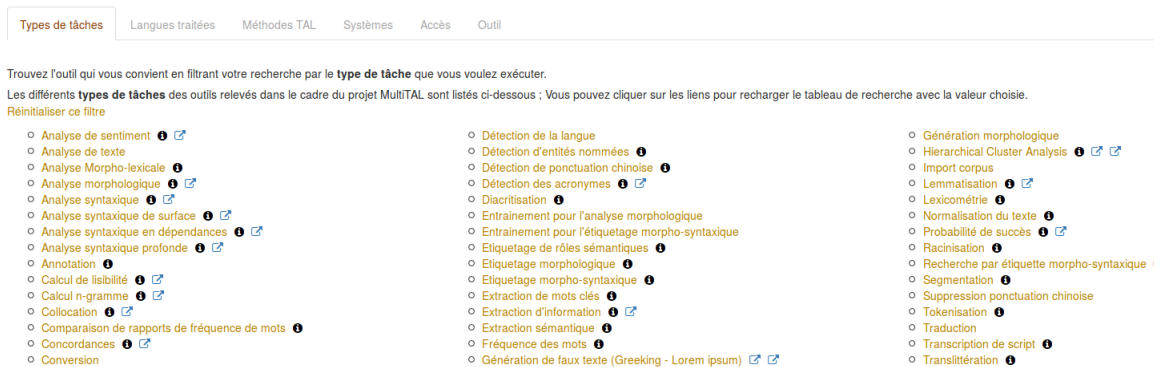 Types de tâches
Langues traitées
Méthodes TAL
Systèmes
Accès
Outil
Trouvez l'outil qui vous convient en filtrant votre recherche par le type de tâche que vous voulez exécuter.
Les différents types de tâches des outils relevés dans le cadre du projet MultiTAL sont listés ci-dessous ; Vous pouvez cliquer sur les liens pour recharger le tableau de recherche avec la valeur choisie.
Réinitialiser ce filtre
Analyse de sentiment
Analyse de texte
Analyse Morpho-lexicale
Analyse morphologique
Analyse syntaxique
Analyse syntaxique de surface
Analyse syntaxique en dépendances
Analyse syntaxique profonde
Annotation
Calcul de lisibilité
Calcul n-gramme
Collocation
Comparaison de rapports de fréquence de mots
Concordances
Conversion
Détection de la langue
Détection d'entités nommées
Détection de ponctuation chinoise
Détection des acronymes
Diacritisation
Entrainement pour l'analyse morphologique
Entrainement pour l'étiquetage morpho-syntaxique
Etiquetage de rôles sémantiques
Etiquetage morphologique
Etiquetage morpho-syntaxique
Extraction de mots clés
Extraction d'information
Extraction sémantique
Fréquence des mots
Génération de faux texte (Greeking - Lorem ipsum)
Génération morphologique
Hierarchical Cluster Analysis
Import corpus
Lemmatisation
Lexicométrie
Normalisation du texte
Probabilité de succès
Racinisation
Recherche par étiquette morpho-syntaxique
Segmentation
Suppression ponctuation chinoise
Tokenisation
Traduction
Transcription de script
Translittération